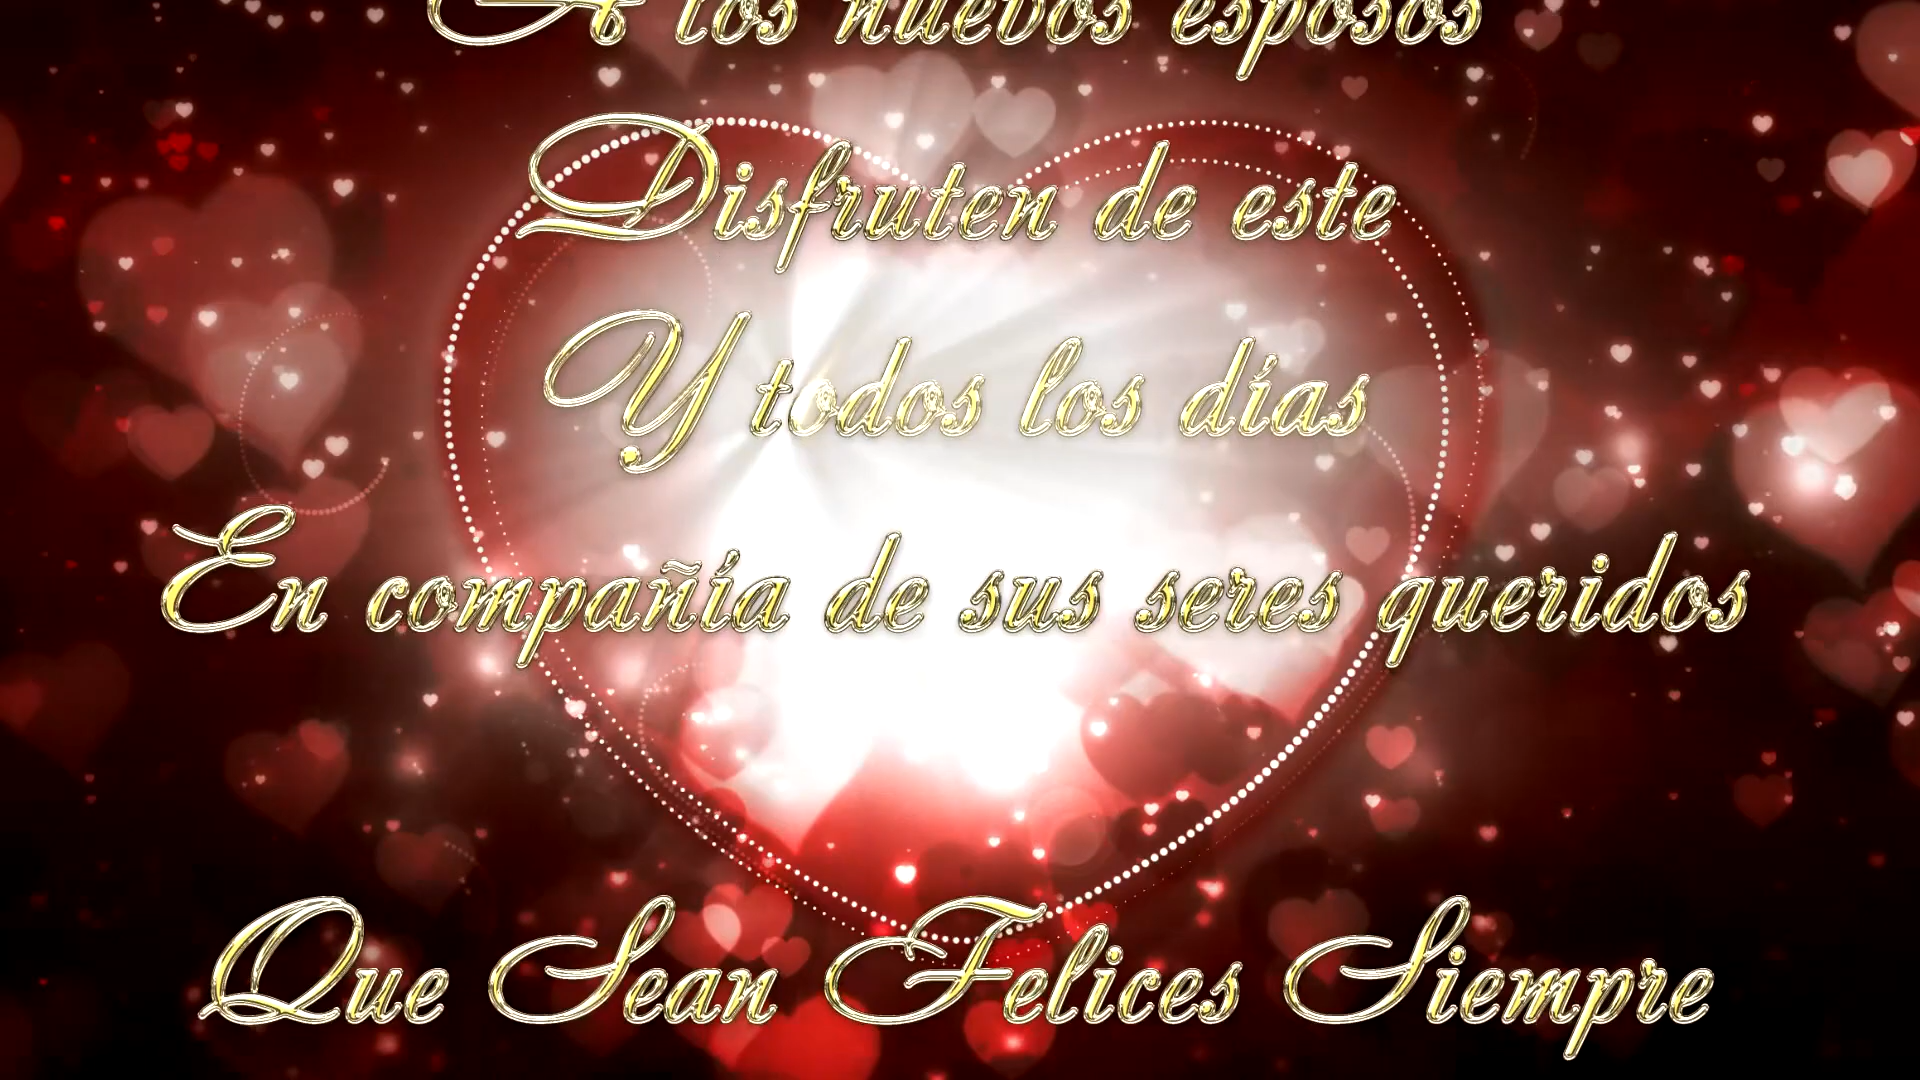 A los nuevos esposos
Disfruten de este
Y todos los días
En compañía de sus seres queridos
Que Sean Felices Siempre